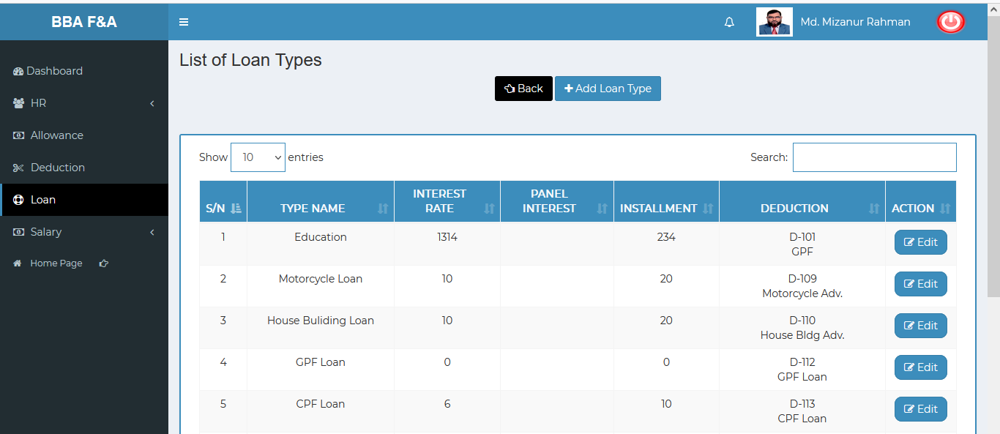 BBA F&A
Md. Mizanur Rahman
Dashboard
HR
Allowance
Deduction
Loan
Salary
Home Page
List of Loan Types
Back
Add Loan Type
Show 10 entries
Search:
S/N TYPE NAME INTEREST RATE PANEL INTEREST INSTALLMENT DEDUCTION ACTION
1 Education 1314 234 D-101 Edit
GPF
2 Motorcycle Loan 10 20 D-109 Edit
Motorcycle Adv.
3 House Buliding Loan 10 20 D-110 Edit
House Bldg Adv.
4 GPF Loan 0 0 D-112 Edit
GPF Loan
5 CPF Loan 6 10 D-113 Edit
CPF Loan